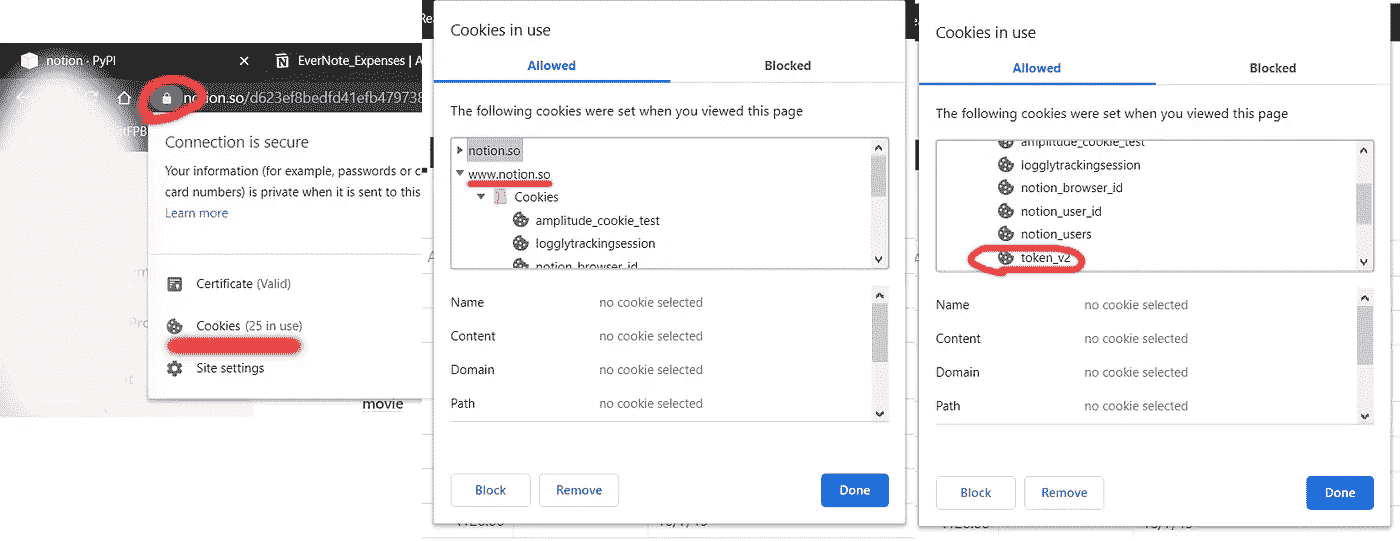 notion · PyPI
EverNote_Expenses | A
notion.so/d623ef8bedfd41efb479738
Connection is secure
Your information (for example, passwords or c
card numbers) is private when it is sent to this
Learn more
Certificate (Valid)
Cookies (25 in use)
Site settings
movie
Cookies in use
Allowed
Blocked
The following cookies were set when you viewed this page
notion.so
www.notion.so
Cookies
amplitude_cookie_test
logglytrackingsession
notion_browser_id
Name no cookie selected
Content no cookie selected
Domain no cookie selected
Path no cookie selected
Block Remove Done
Cookies in use
Allowed
Blocked
The following cookies were set when you viewed this page
amplitude_cookie_test
logglytrackingsession
notion_browser_id
notion_user_id
notion_users
token_v2
Name no cookie selected
Content no cookie selected
Domain no cookie selected
Path no cookie selected
Block Remove Done